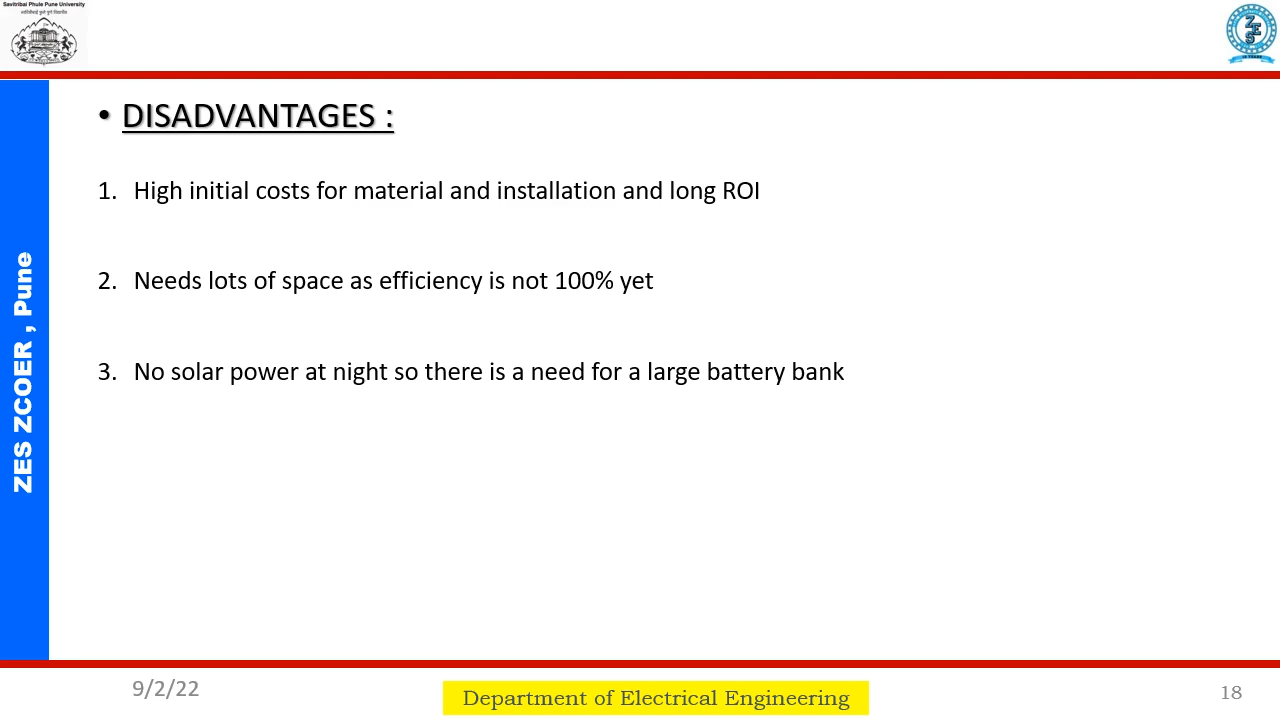 Savitribai Phule Pune University
• DISADVANTAGES :
1. High initial costs for material and installation and long ROI
2. Needs lots of space as efficiency is not 100% yet
3. No solar power at night so there is a need for a large battery bank
ZES ZCOER , Pune
ZES
9/2/22
Department of Electrical Engineering
18